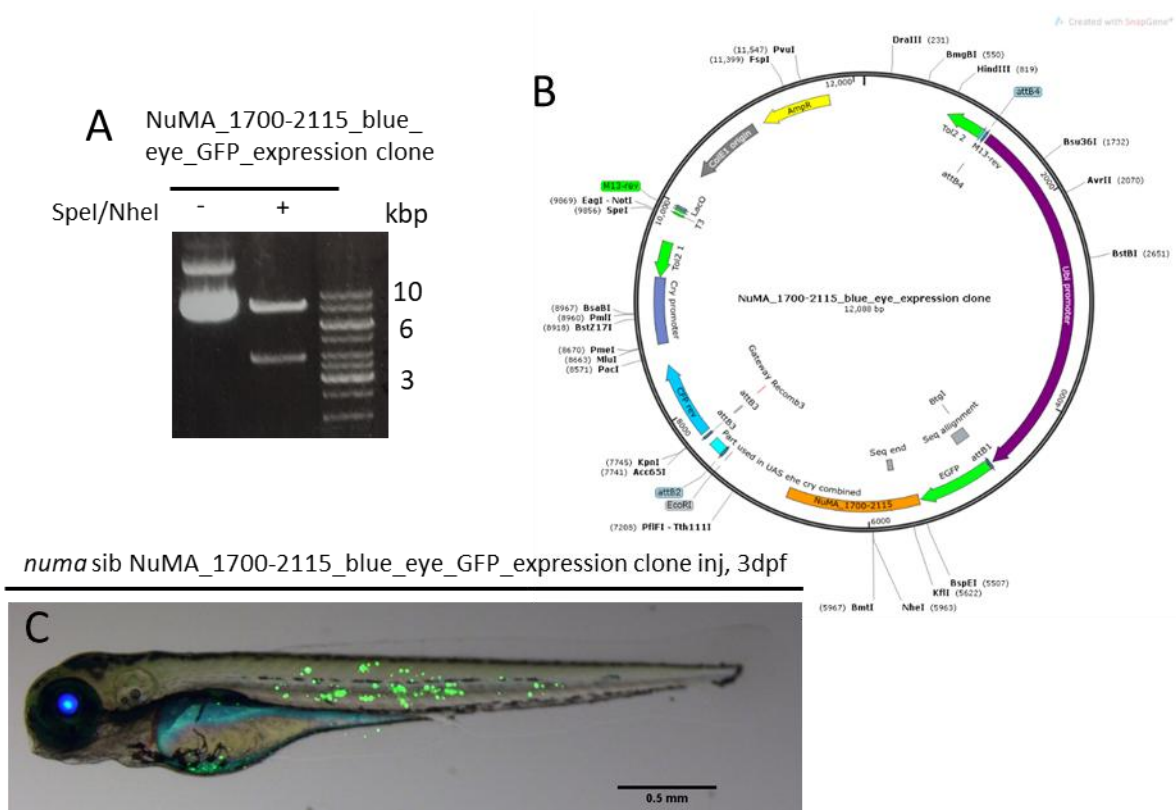 A
NuMA_1700-2115_blue_
eye_GFP_expression clone
SpeI/NheI
-
+
kbp
10
6
3
B
Created with SnapGene®
(11,547) PvuI
(11,399) FspI
12,000
DraIII (231)
BmgBI (550)
HindIII (819)
attB4
AmpR
ColE1 origin
Tol2 2
M13-rev
attB4
Bsu36I (1732)
2000
AvrII (2070)
BstBI (2651)
Ubi promoter
M13-rev
(9869) EagI - NotI
(9856) SpeI
10,000
LacO
T3
Tol2 1
Cry promoter
NuMA_1700-2115_blue_eye_expression clone
12,088 bp
(8967) BsaBI
(8960) PmlI
(8918) BstZ17I
(8670) PmeI
(8663) MluI
(8571) PacI
Gateway Recomb3
attB3
attB3
CFP rev
8000
4000
BtgI
Seq allignment
Seq end
attB1
EGFP
Part used in UAS ehe cry combined
(7745) KpnI
(7741) Acc65I
attB2
EcoRI
NuMA_1700-2115
6000
(7208) PflFI - Tth111I
BspEI (5507)
KflI (5622)
(5967) BmtI
NheI (5963)
numa sib NuMA_1700-2115_blue_eye_GFP_expression clone inj, 3dpf
C
0.5 mm